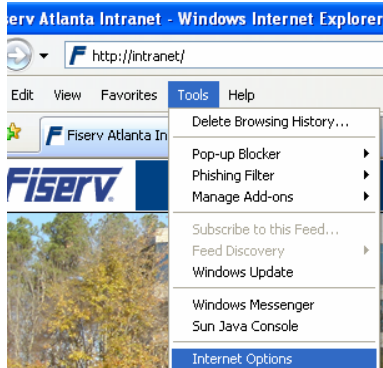 serv Atlanta Intranet - Windows Internet Explorer
http://intranet/
Edit View Favorites Tools Help
Fiserv Atlanta In
Delete Browsing History...
Pop-up Blocker
Phishing Filter
Manage Add-ons
Fiserv.
Subscribe to this Feed...
Feed Discovery
Windows Update
Windows Messenger
Sun Java Console
Internet Options